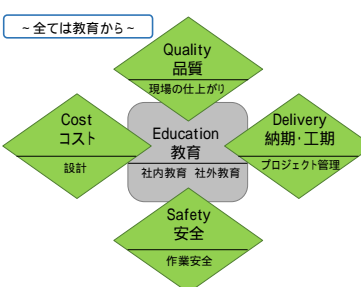 ~全ては教育から~
Quality
品質
現場の仕上がり
Cost
コスト
設計
Education
教育
社内教育 社外教育
Delivery
納期・工期
プロジェクト管理
Safety
安全
作業安全